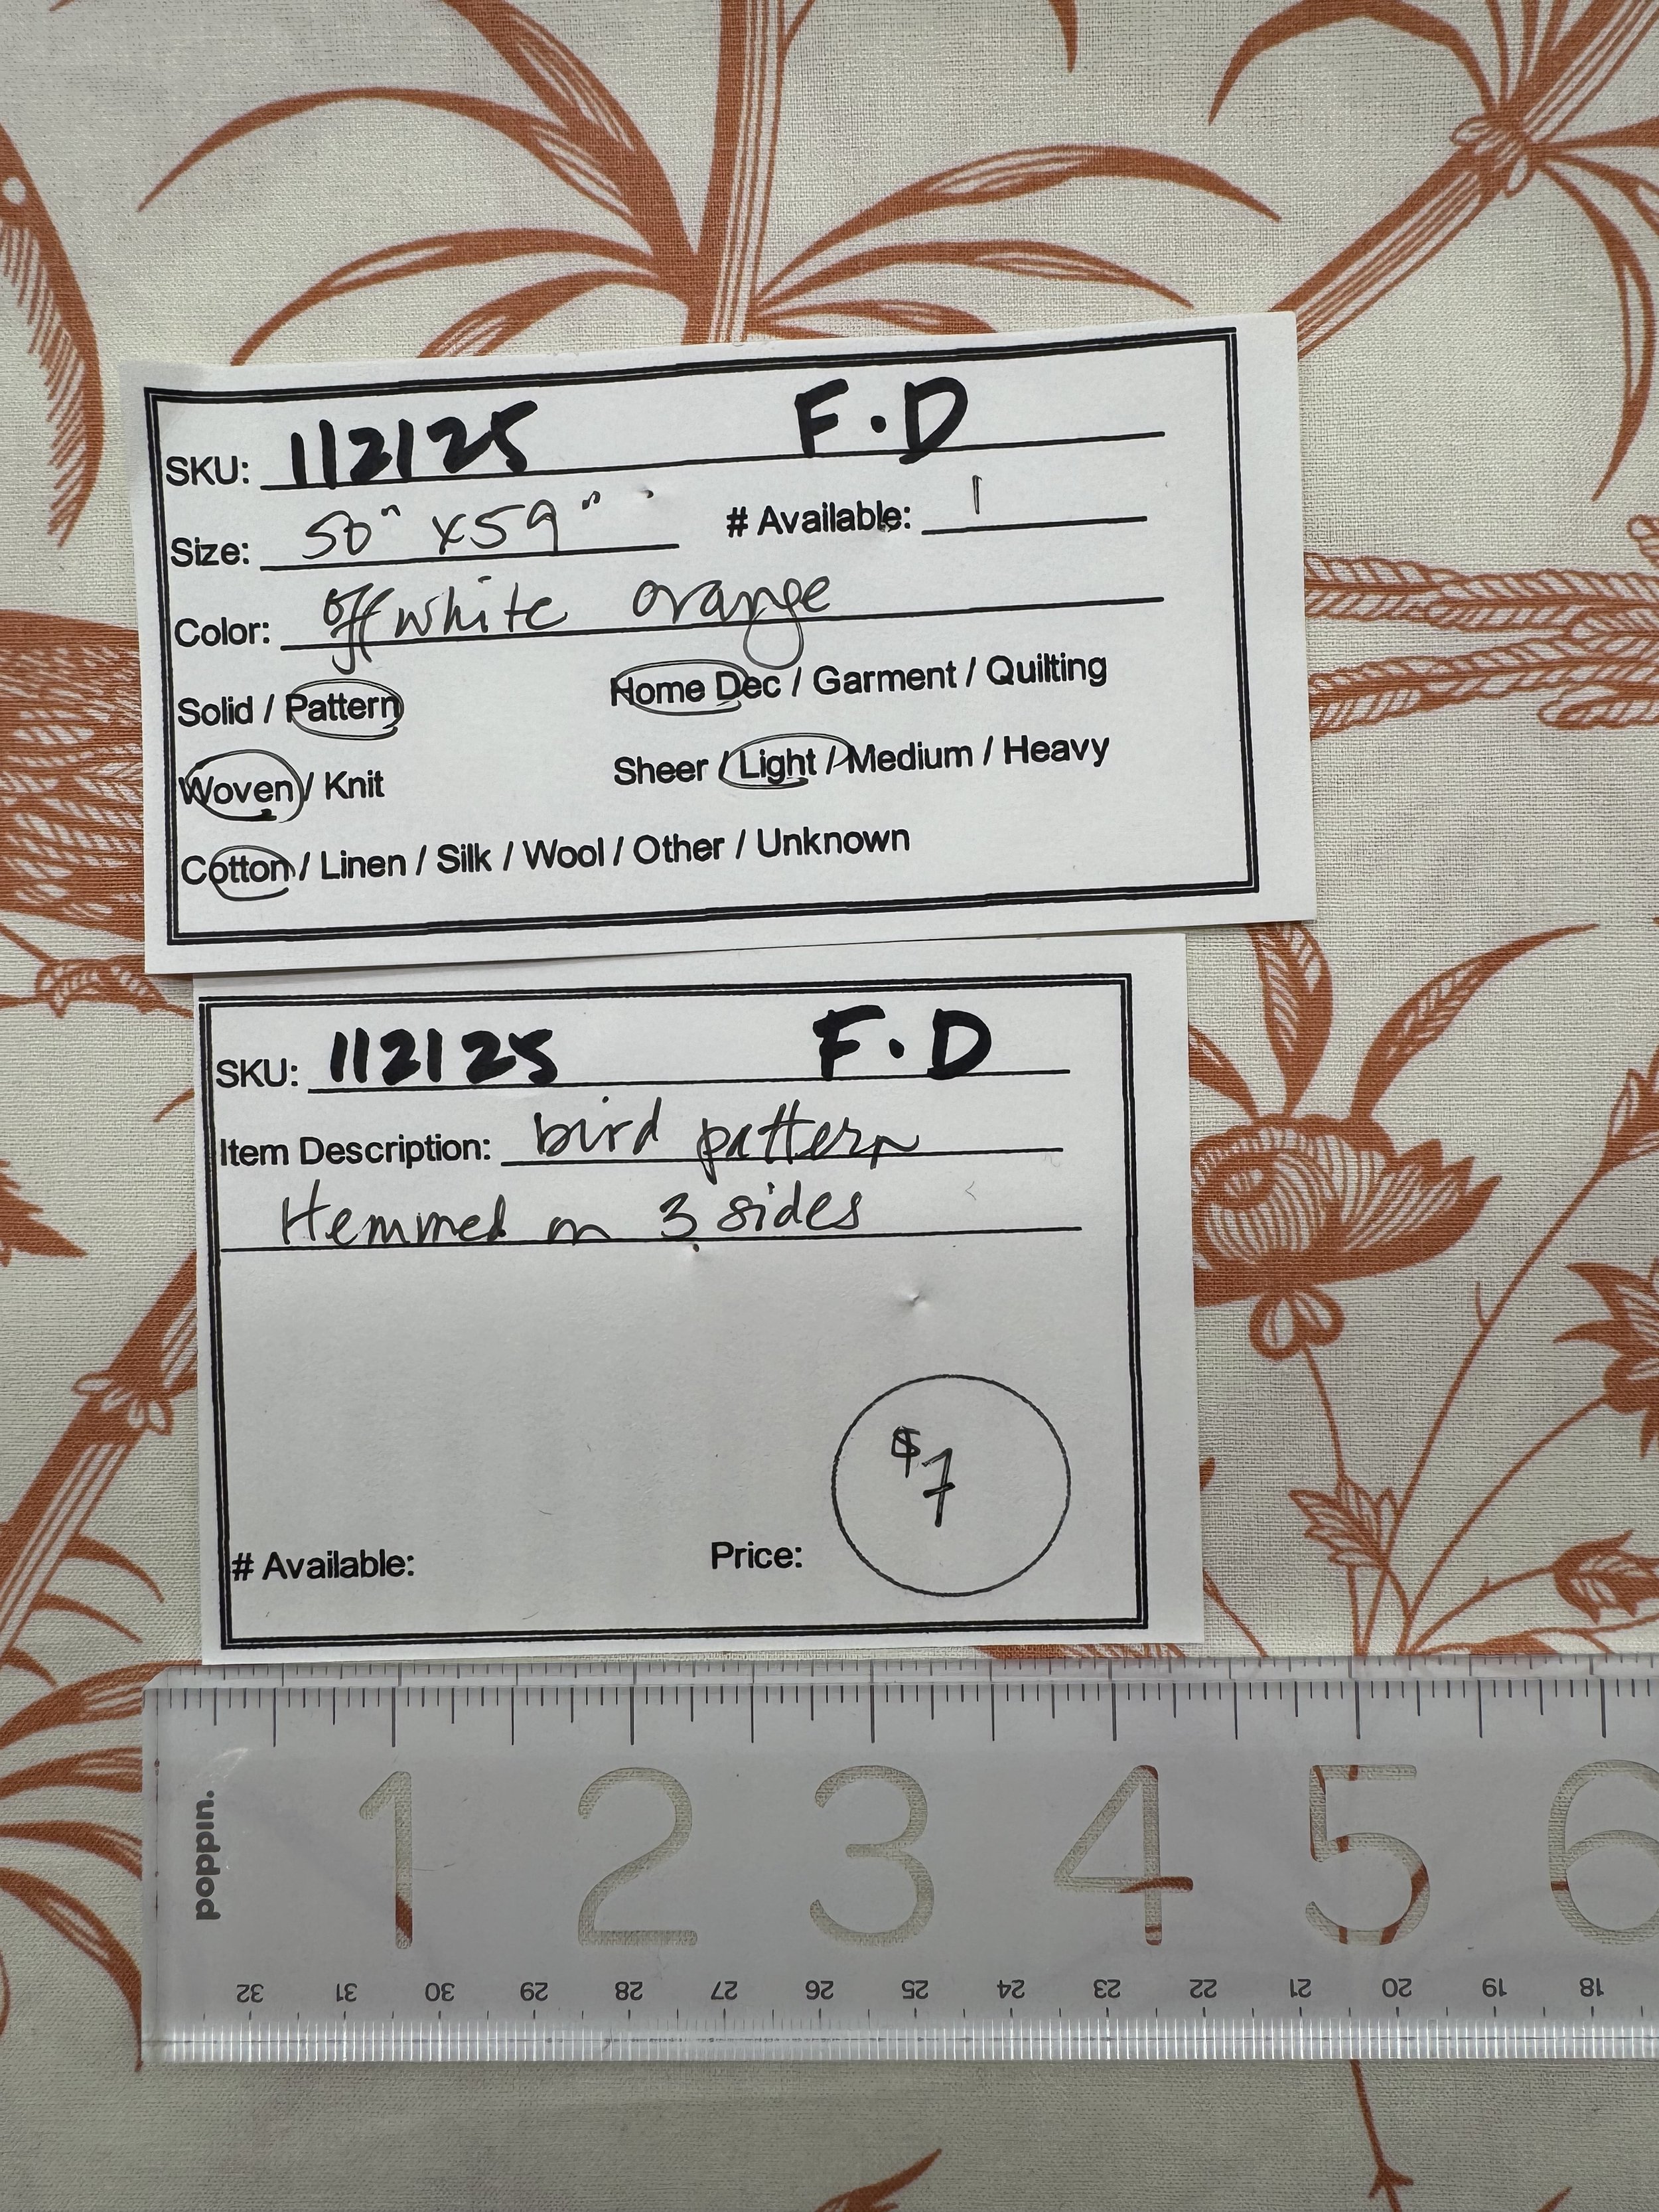 SKU: 112125 F.D
Size: 50" x 59" # Available: 1
Color: off white orange
Solid / Pattern Home Dec / Garment / Quilting
Woven / Knit Sheer / Light / Medium / Heavy
Cotton / Linen / Silk / Wool / Other / Unknown
SKU: 112125 F.D
Item Description: bird pattern
Hemmed on 3 sides
$7
# Available: Price:
poppin.
1 2 3 4 5 6
32 31 30 29 28 27 26 25 24 23 22 21 20 19 18